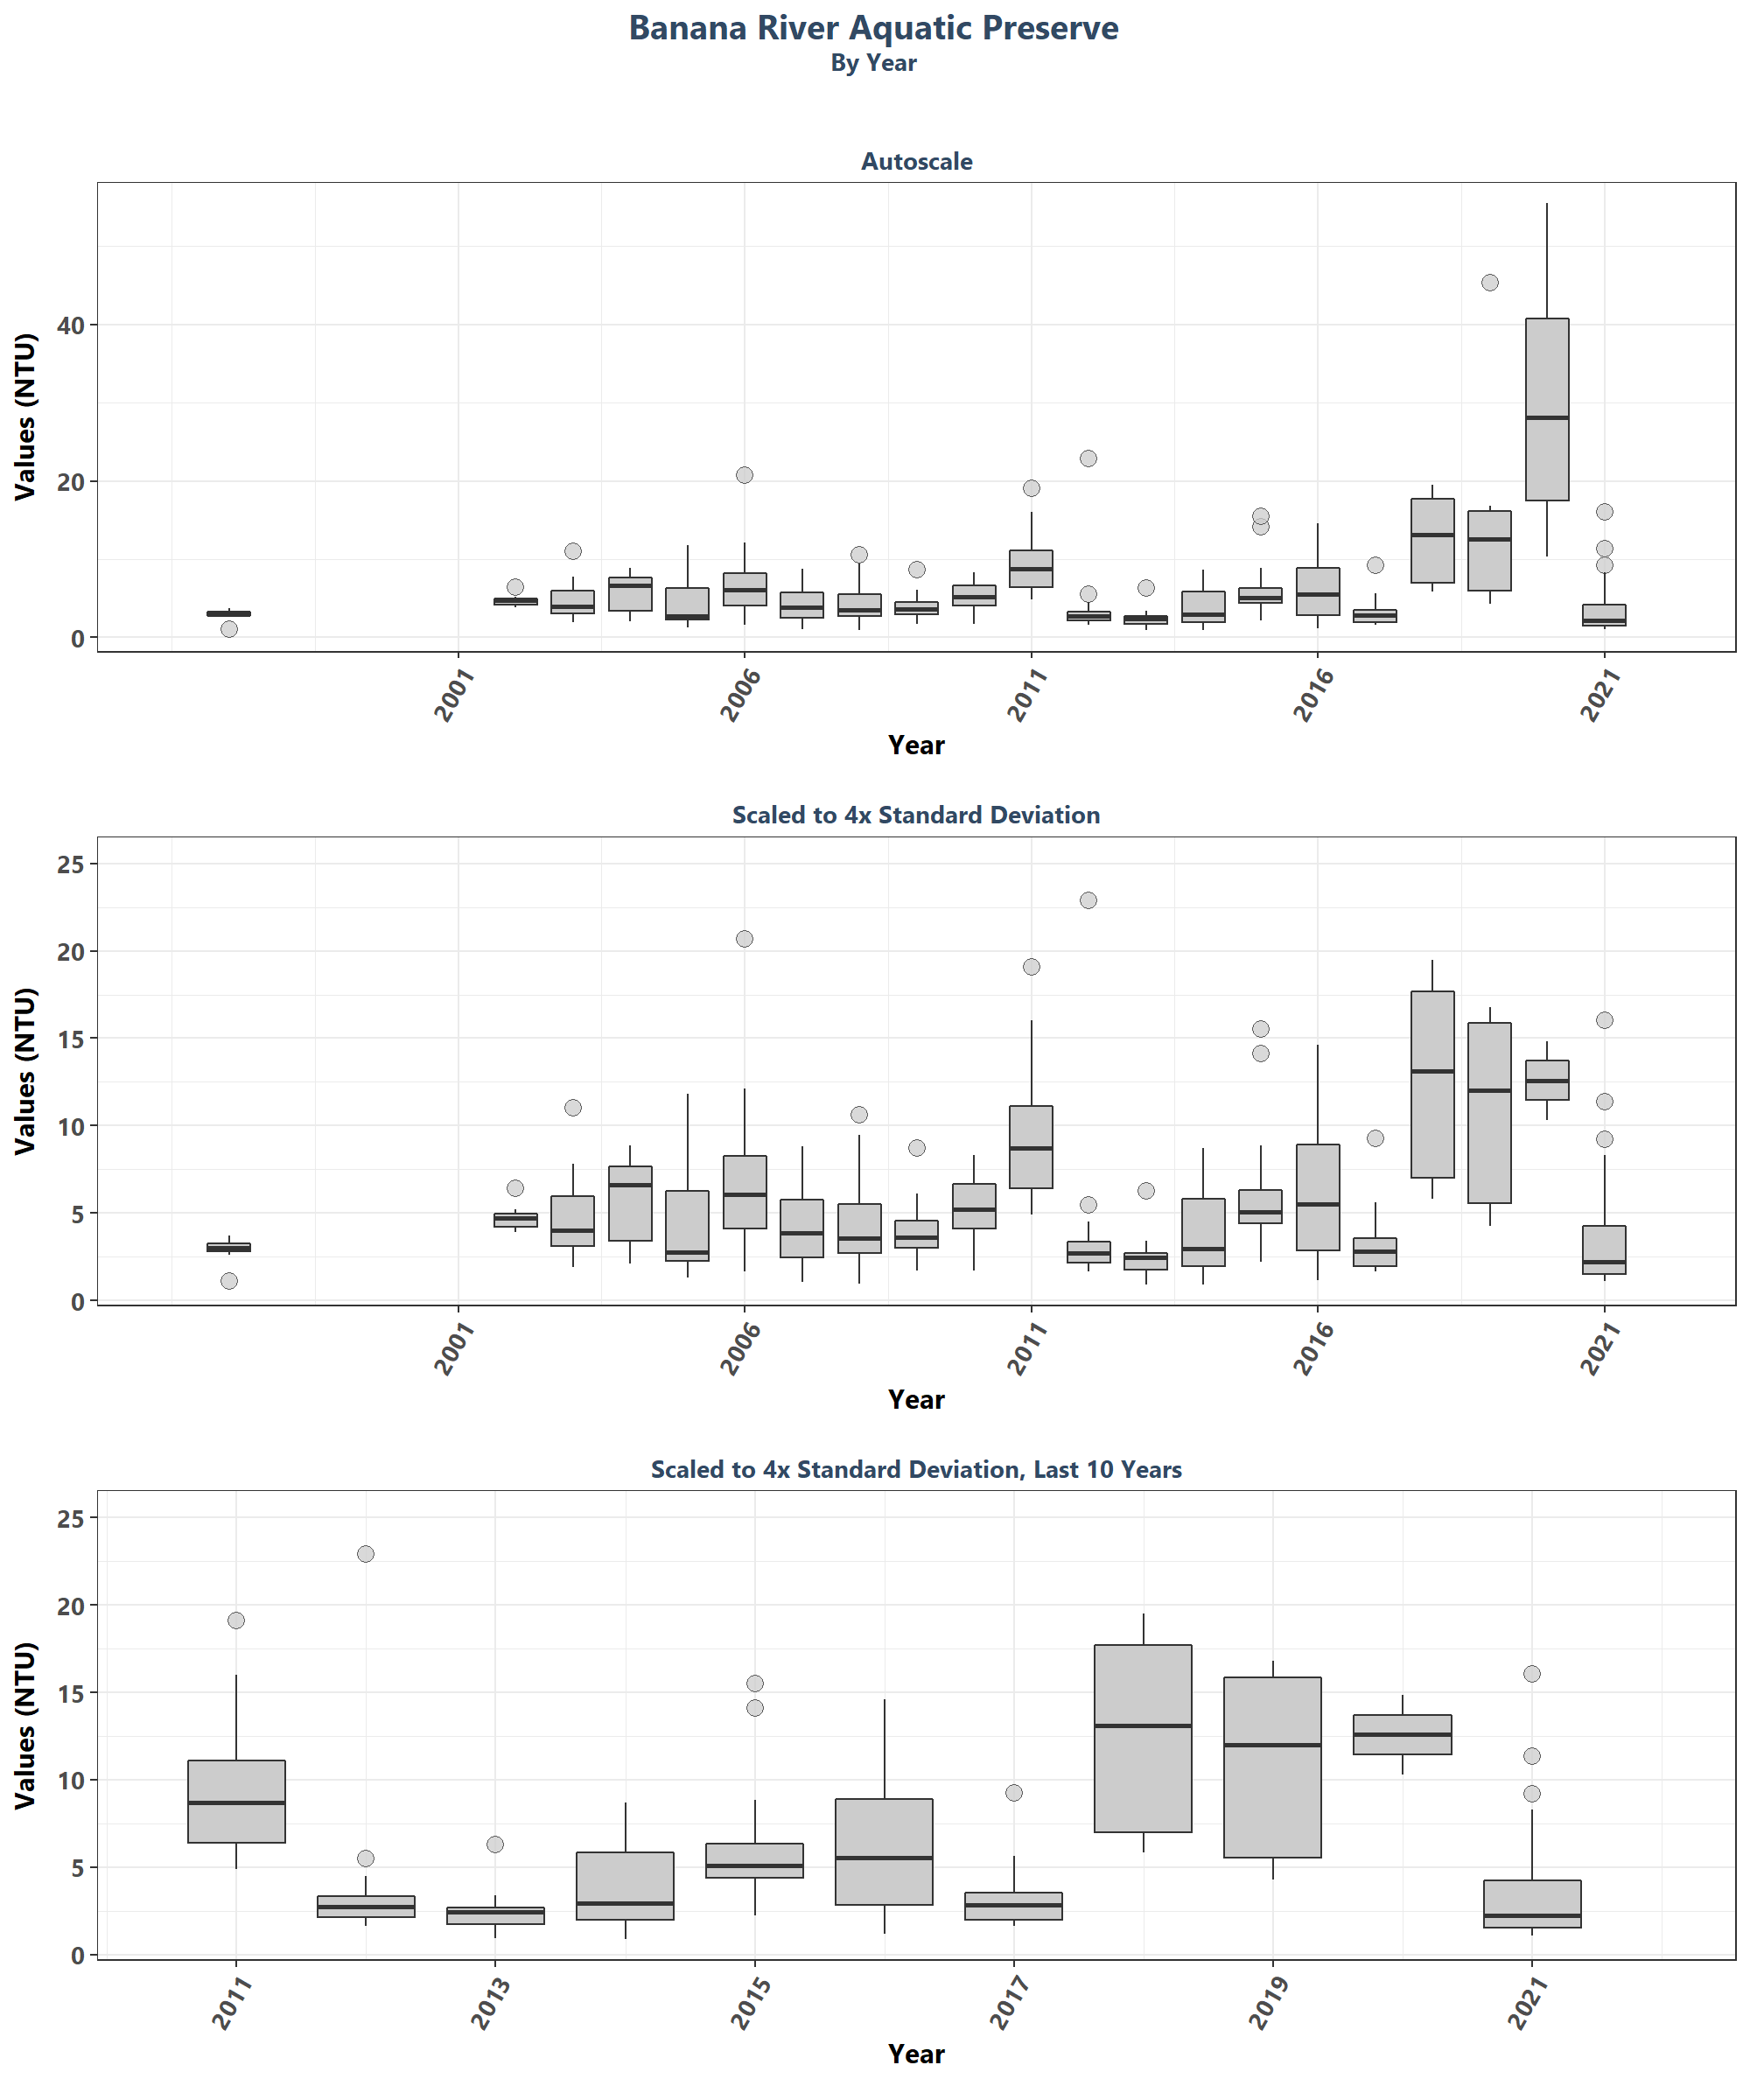 Banana River Aquatic Preserve
By Year
Autoscale
Values (NTU)
40
20
0
2001
2006
2011
2016
2021
Year
Scaled to 4x Standard Deviation
Values (NTU)
25
20
15
10
5
0
2001
2006
2011
2016
2021
Year
Scaled to 4x Standard Deviation, Last 10 Years
Values (NTU)
25
20
15
10
5
0
2011
2013
2015
2017
2019
2021
Year